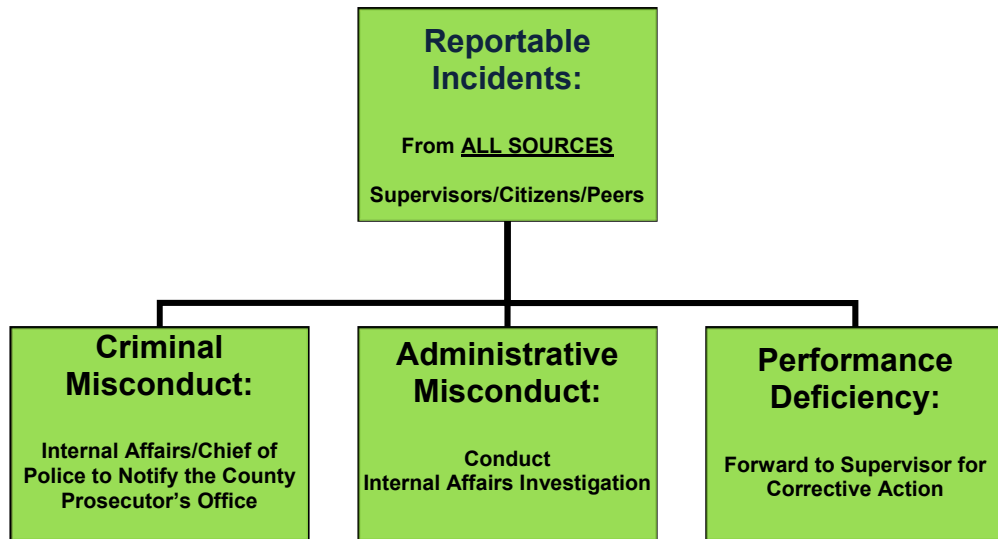 Reportable
Incidents:
From ALL SOURCES
Supervisors/Citizens/Peers
Criminal
Misconduct:
Internal Affairs/Chief of
Police to Notify the County
Prosecutor’s Office
Administrative
Misconduct:
Conduct
Internal Affairs Investigation
Performance
Deficiency:
Forward to Supervisor for
Corrective Action